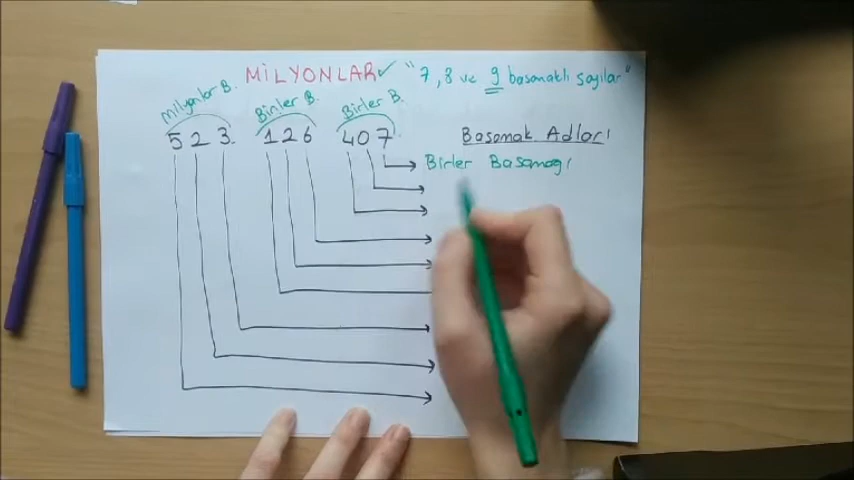 MİLYONLAR ✓ "7, 8 ve 9 basamaklı sayılar"
Milyonlar B. Binler B. Birler B.
523 126 407
Basamak Adları
Birler Basamağı